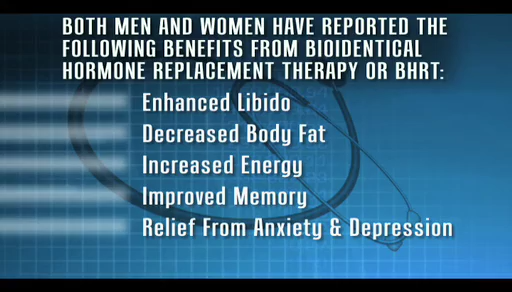 BOTH MEN AND WOMEN HAVE REPORTED THE
FOLLOWING BENEFITS FROM BIOIDENTICAL
HORMONE REPLACEMENT THERAPY OR BHRT:
Enhanced Libido
Decreased Body Fat
Increased Energy
Improved Memory
Relief From Anxiety & Depression